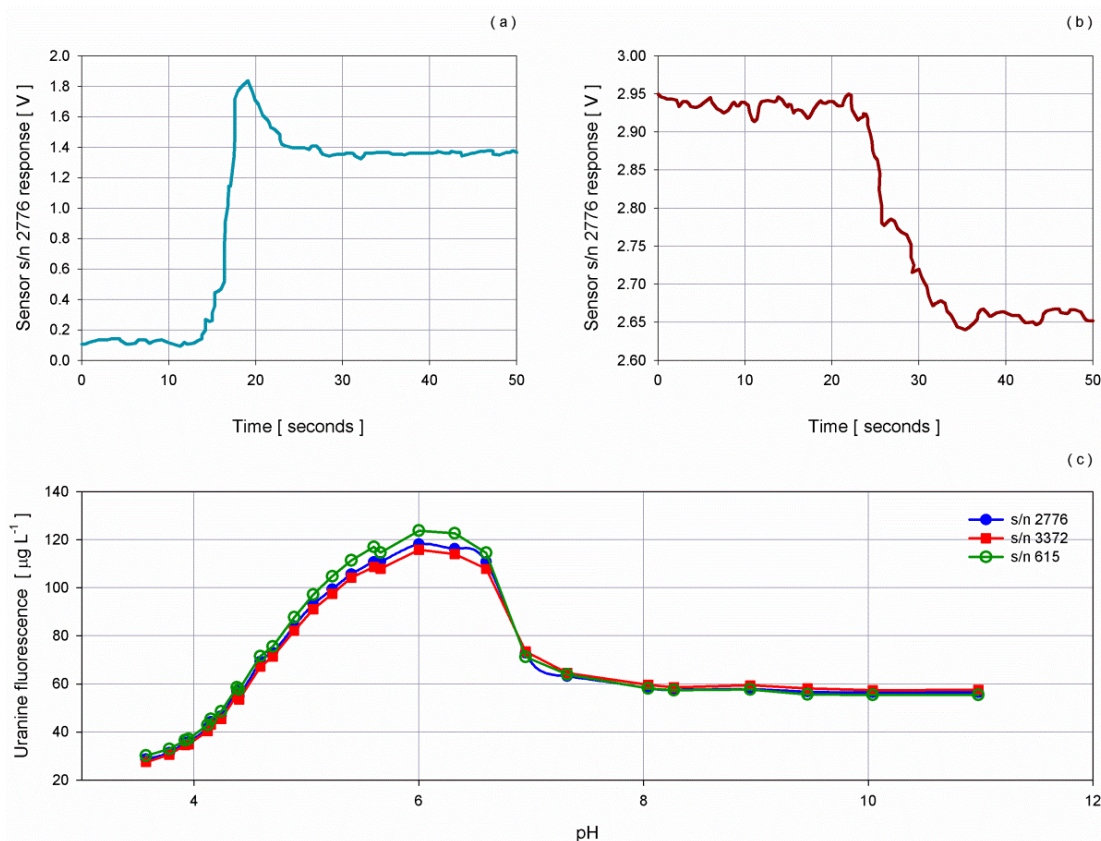 ( a )
Sensor s/n 2776 response [ V ]
2.0
1.8
1.6
1.4
1.2
1.0
0.8
0.6
0.4
0.2
0.0
0 10 20 30 40 50
Time [ seconds ]
( b )
Sensor s/n 2776 response [ V ]
3.00
2.95
2.90
2.85
2.80
2.75
2.70
2.65
2.60
0 10 20 30 40 50
Time [ seconds ]
( c )
Uranine fluorescence [ µg L⁻¹ ]
140
120
100
80
60
40
20
s/n 2776
s/n 3372
s/n 615
4 6 8 10 12
pH